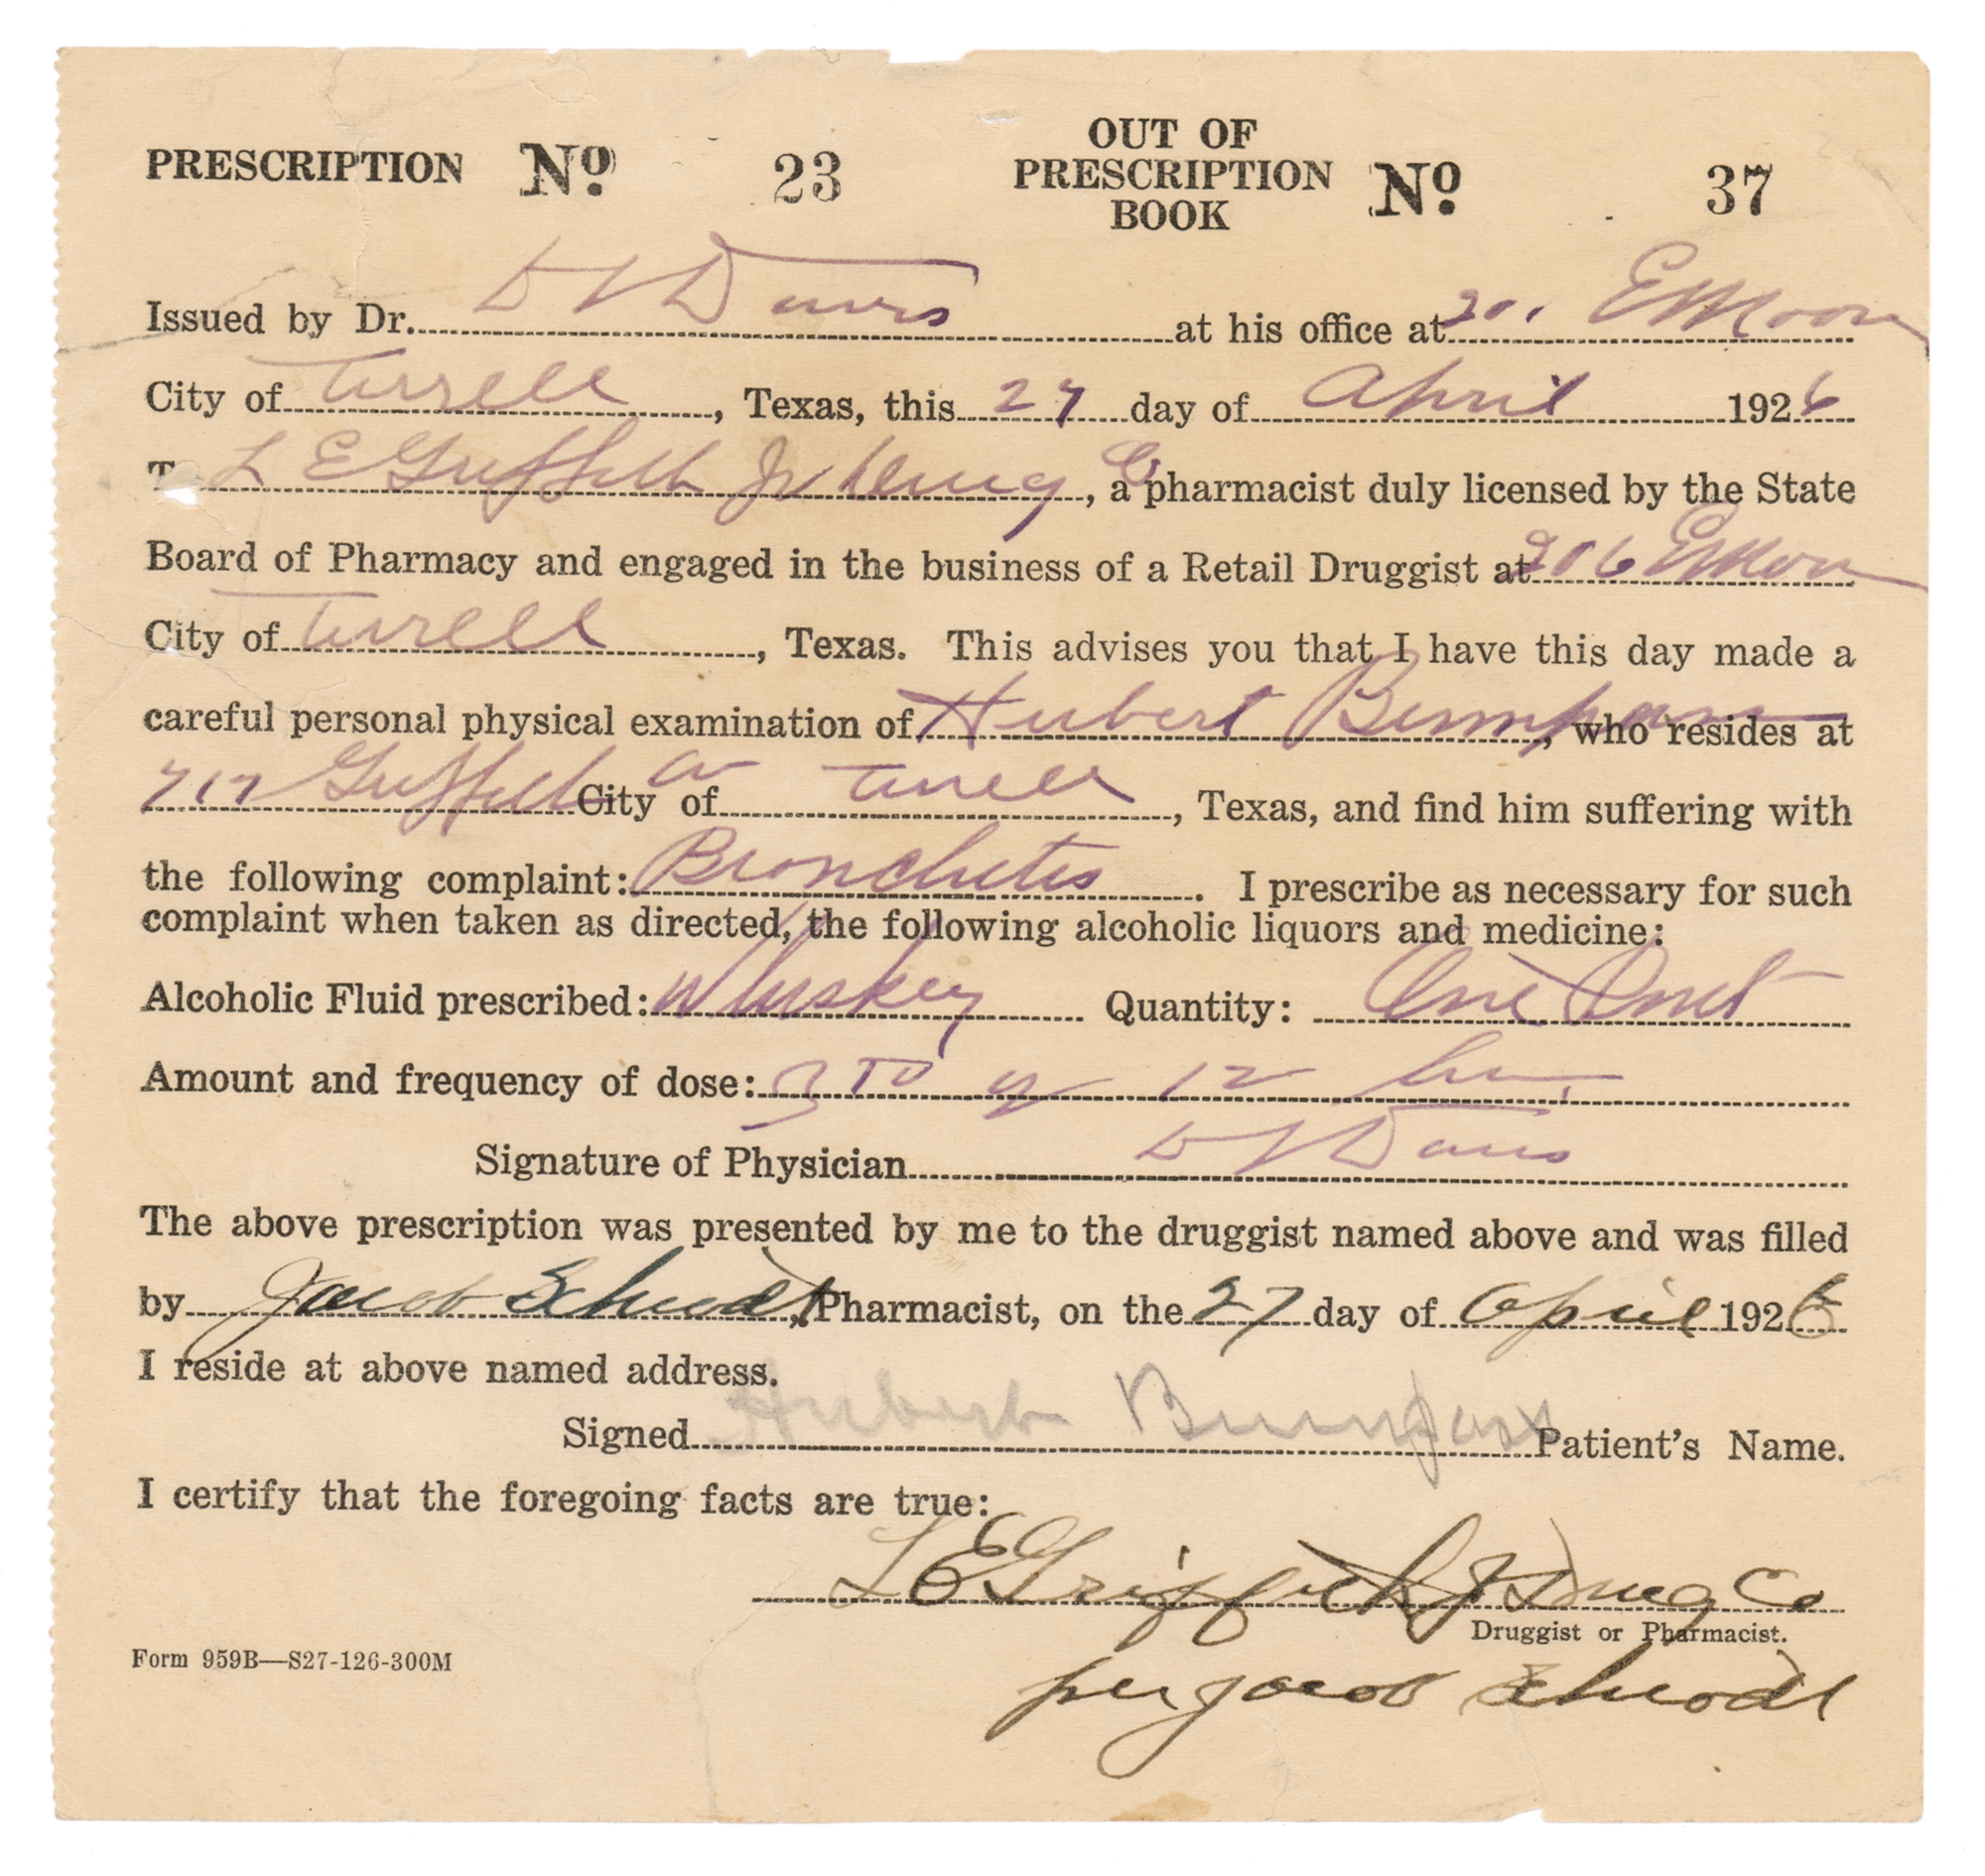 PRESCRIPTION No 23 OUT OF PRESCRIPTION BOOK No 37
Issued by Dr. Davis at his office at 201 E Moore
City of Terrell, Texas, this 27 day of April 1926
To L E Griffith Jr Drug Co, a pharmacist duly licensed by the State
Board of Pharmacy and engaged in the business of a Retail Druggist at 206 E Moore
City of Terrell, Texas. This advises you that I have this day made a
careful personal physical examination of Hubert Bumpass, who resides at
717 Griffith Av City of Terrell, Texas, and find him suffering with
the following complaint: Bronchitis. I prescribe as necessary for such
complaint when taken as directed, the following alcoholic liquors and medicine:
Alcoholic Fluid prescribed: Whiskey Quantity: One Pint
Amount and frequency of dose: 12
Signature of Physician Davis
The above prescription was presented by me to the druggist named above and was filled
by Jacob, Pharmacist, on the 27 day of April 1926
I reside at above named address.
Signed Hubert Patient's Name.
I certify that the foregoing facts are true:
L E Griffith Jr Drug Co
Druggist or Pharmacist.
Form 959B—S27-126-300M
per Jacob